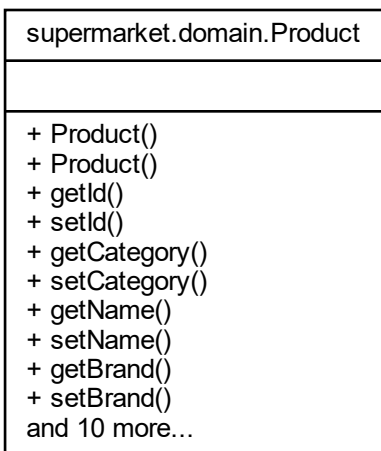 supermarket.domain.Product
+ Product()
+ Product()
+ getId()
+ setId()
+ getCategory()
+ setCategory()
+ getName()
+ setName()
+ getBrand()
+ setBrand()
and 10 more...